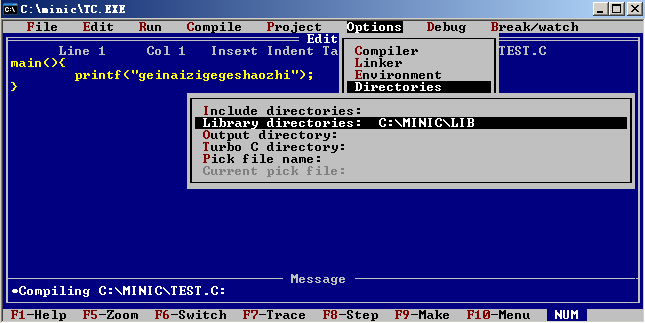 C:\minic\TC.EXE
File Edit Run Compile Project Options Debug Break/watch
Edit
Line 1 Col 1 Insert Indent Ta TEST.C
main(){
printf("geinaizigegeshaozhi");
}
Compiler
Linker
Environment
Directories
Include directories:
Library directories: C:\MINIC\LIB
Output directory:
Turbo C directory:
Pick file name:
Current pick file:
Message
•Compiling C:\MINIC\TEST.C:
F1-Help F5-Zoom F6-Switch F7-Trace F8-Step F9-Make F10-Menu NUM